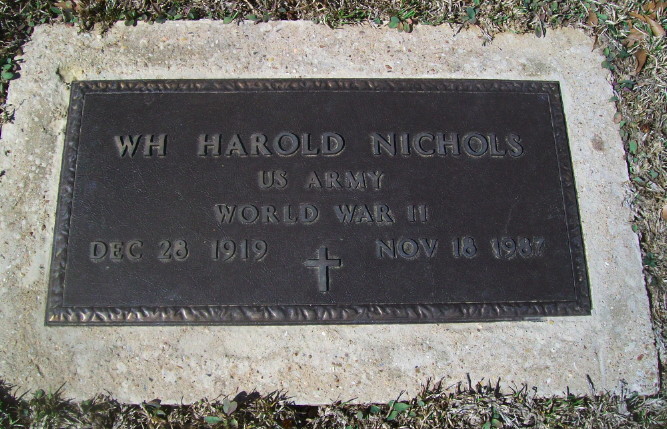 WH HAROLD NICHOLS
US ARMY
WORLD WAR II
DEC 28 1919 NOV 18 1987